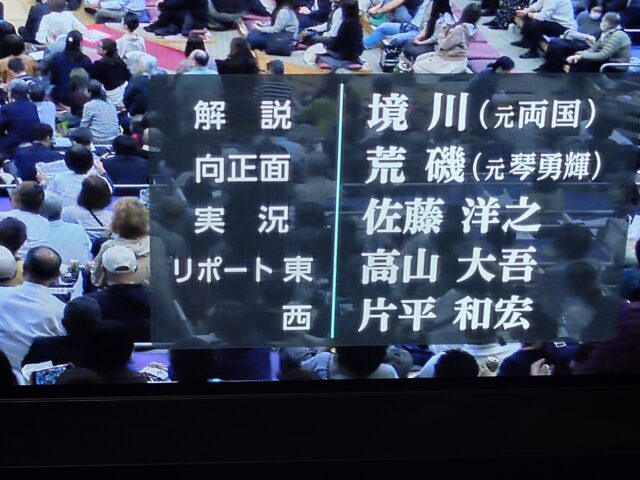 解説 境川(元両国)
向正面 荒磯(元琴勇輝)
実況 佐藤 洋之
リポート 東 高山 大吾
西 片平 和宏